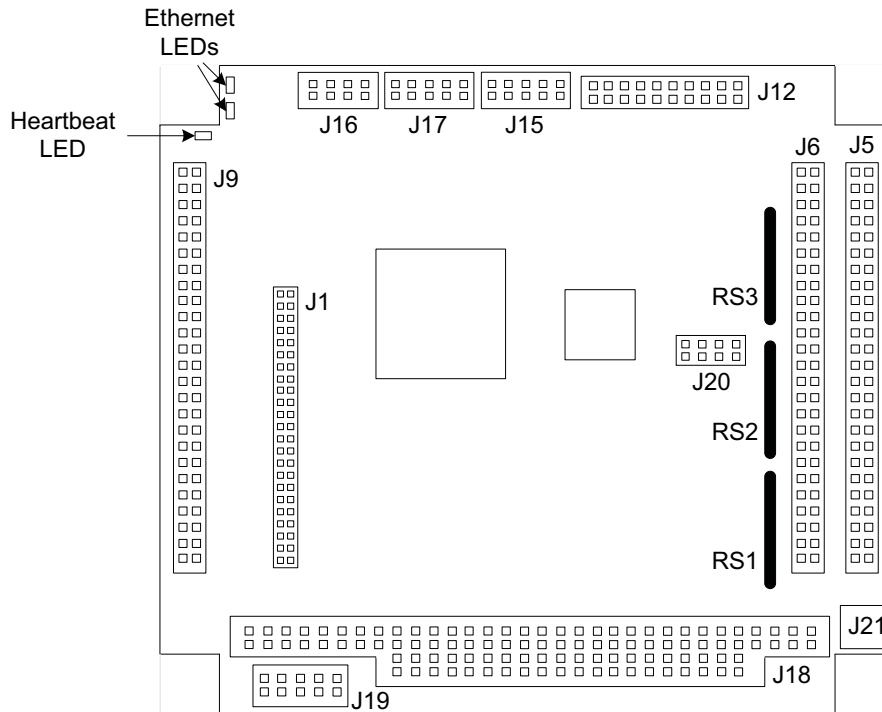 Ethernet
LEDs
Heartbeat
LED
J16
J17
J15
J12
J6
J5
J9
J1
RS3
J20
RS2
RS1
J21
J18
J19